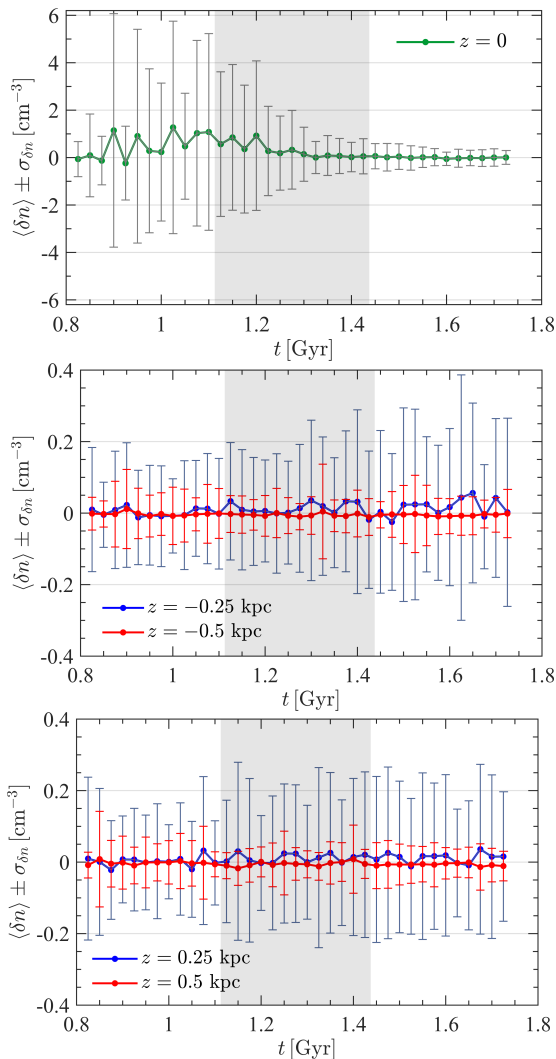 6
4
2
0
-2
-4
-6
⟨δn⟩ ± σ_δn [cm⁻³]
z = 0
0.8 1 1.2 1.4 1.6 1.8
t [Gyr]
0.4
0.2
0
-0.2
-0.4
⟨δn⟩ ± σ_δn [cm⁻³]
z = −0.25 kpc
z = −0.5 kpc
0.8 1 1.2 1.4 1.6 1.8
t [Gyr]
0.4
0.2
0
-0.2
-0.4
⟨δn⟩ ± σ_δn [cm⁻³]
z = 0.25 kpc
z = 0.5 kpc
0.8 1 1.2 1.4 1.6 1.8
t [Gyr]